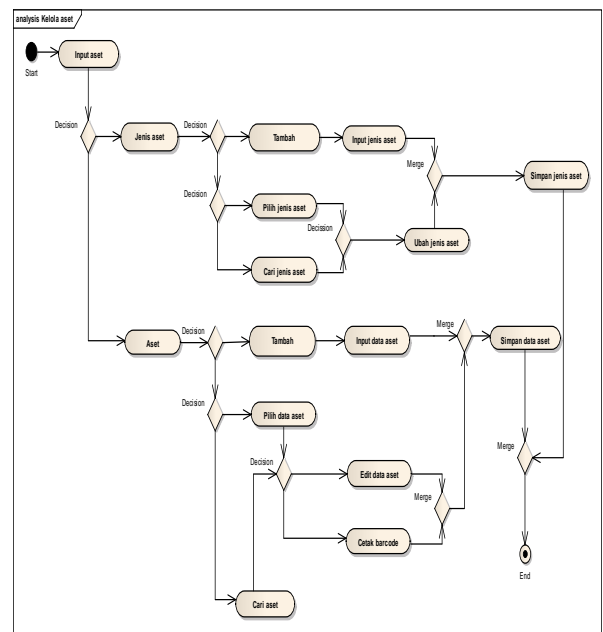 analysis Kelola aset
Input aset
Start
Decision
Jenis aset
Decision
Tambah
Input jenis aset
Merge
Simpan jenis aset
Decision
Pilih jenis aset
Decission
Ubah jenis aset
Cari jenis aset
Aset
Decision
Tambah
Input data aset
Merge
Simpan data aset
Decision
Pilih data aset
Decision
Edit data aset
Merge
Merge
Cetak barcode
End
Cari aset